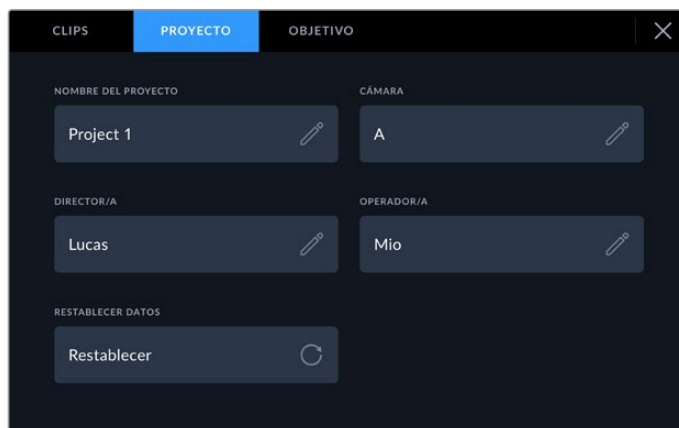 CLIPS PROYECTO OBJETIVO
NOMBRE DEL PROYECTO CÁMARA
Project 1 A
DIRECTOR/A OPERADOR/A
Lucas Mio
RESTABLECER DATOS
Restablecer